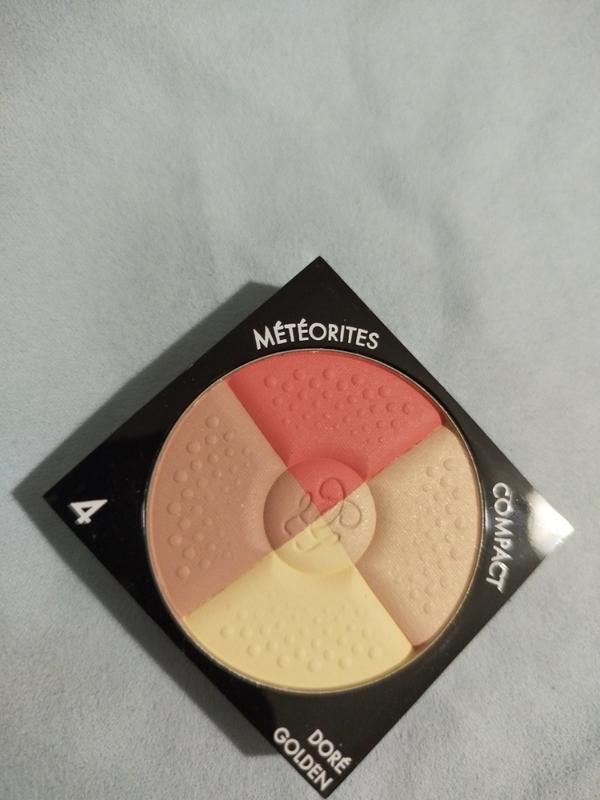 MÉTÉORITES
COMPACT
DORÉ
GOLDEN
4